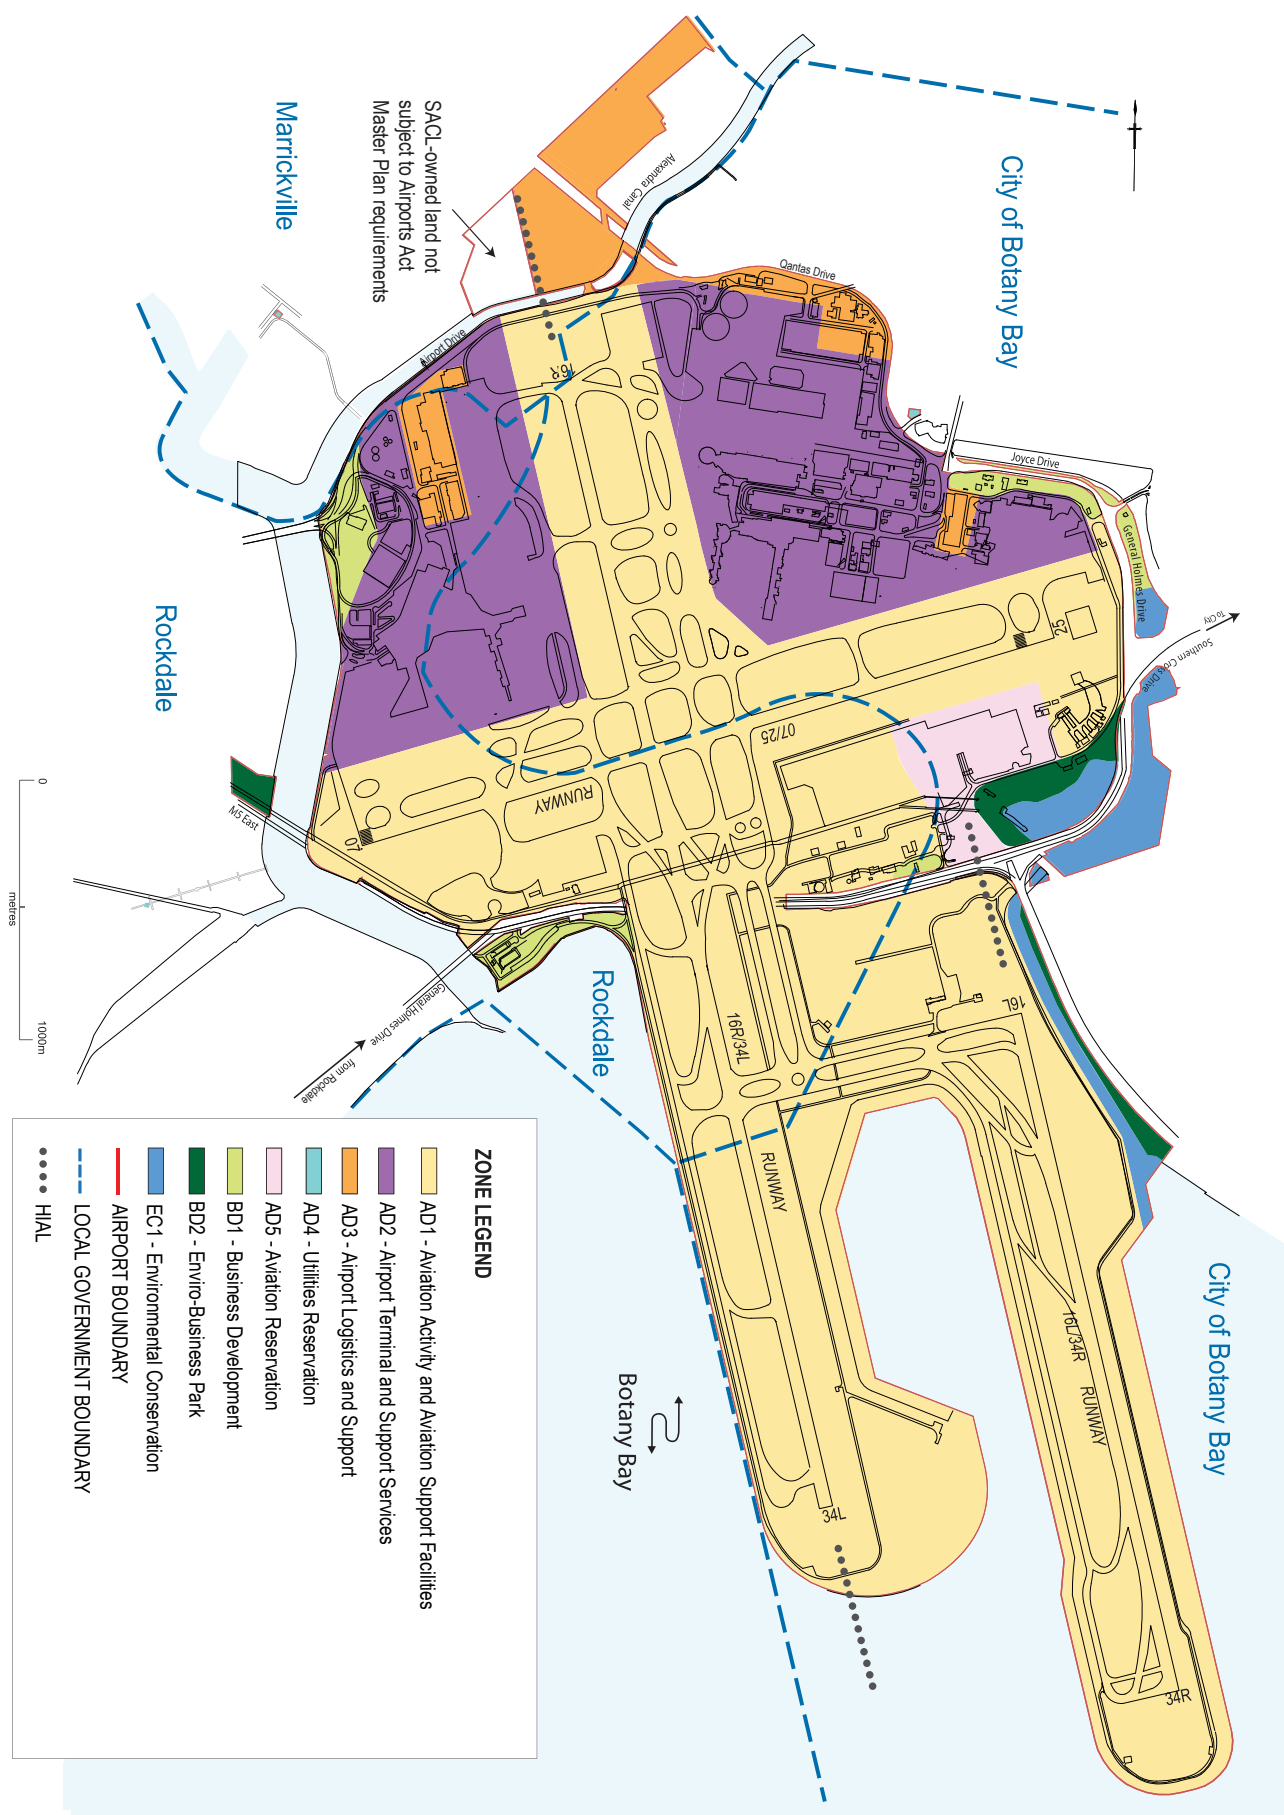 City of Botany Bay
Marrickville
SACL-owned land not
subject to Airports Act
Master Plan requirements
Alexandra Canal
Qantas Drive
Airport Drive
16R
Joyce Drive
General Holmes Drive
To City
Southern Cross Drive
25
07/25
RUNWAY
07
Rockdale
M5 East
0
metres
1000m
General Holmes Drive
from Rockdale
Rockdale
16R/34L
16L
RUNWAY
16L/34R
RUNWAY
34L
34R
City of Botany Bay
Botany Bay
ZONE LEGEND
AD1 - Aviation Activity and Aviation Support Facilities
AD2 - Airport Terminal and Support Services
AD3 - Airport Logistics and Support
AD4 - Utilities Reservation
AD5 - Aviation Reservation
BD1 - Business Development
BD2 - Enviro-Business Park
EC1 - Environmental Conservation
AIRPORT BOUNDARY
LOCAL GOVERNMENT BOUNDARY
HIAL